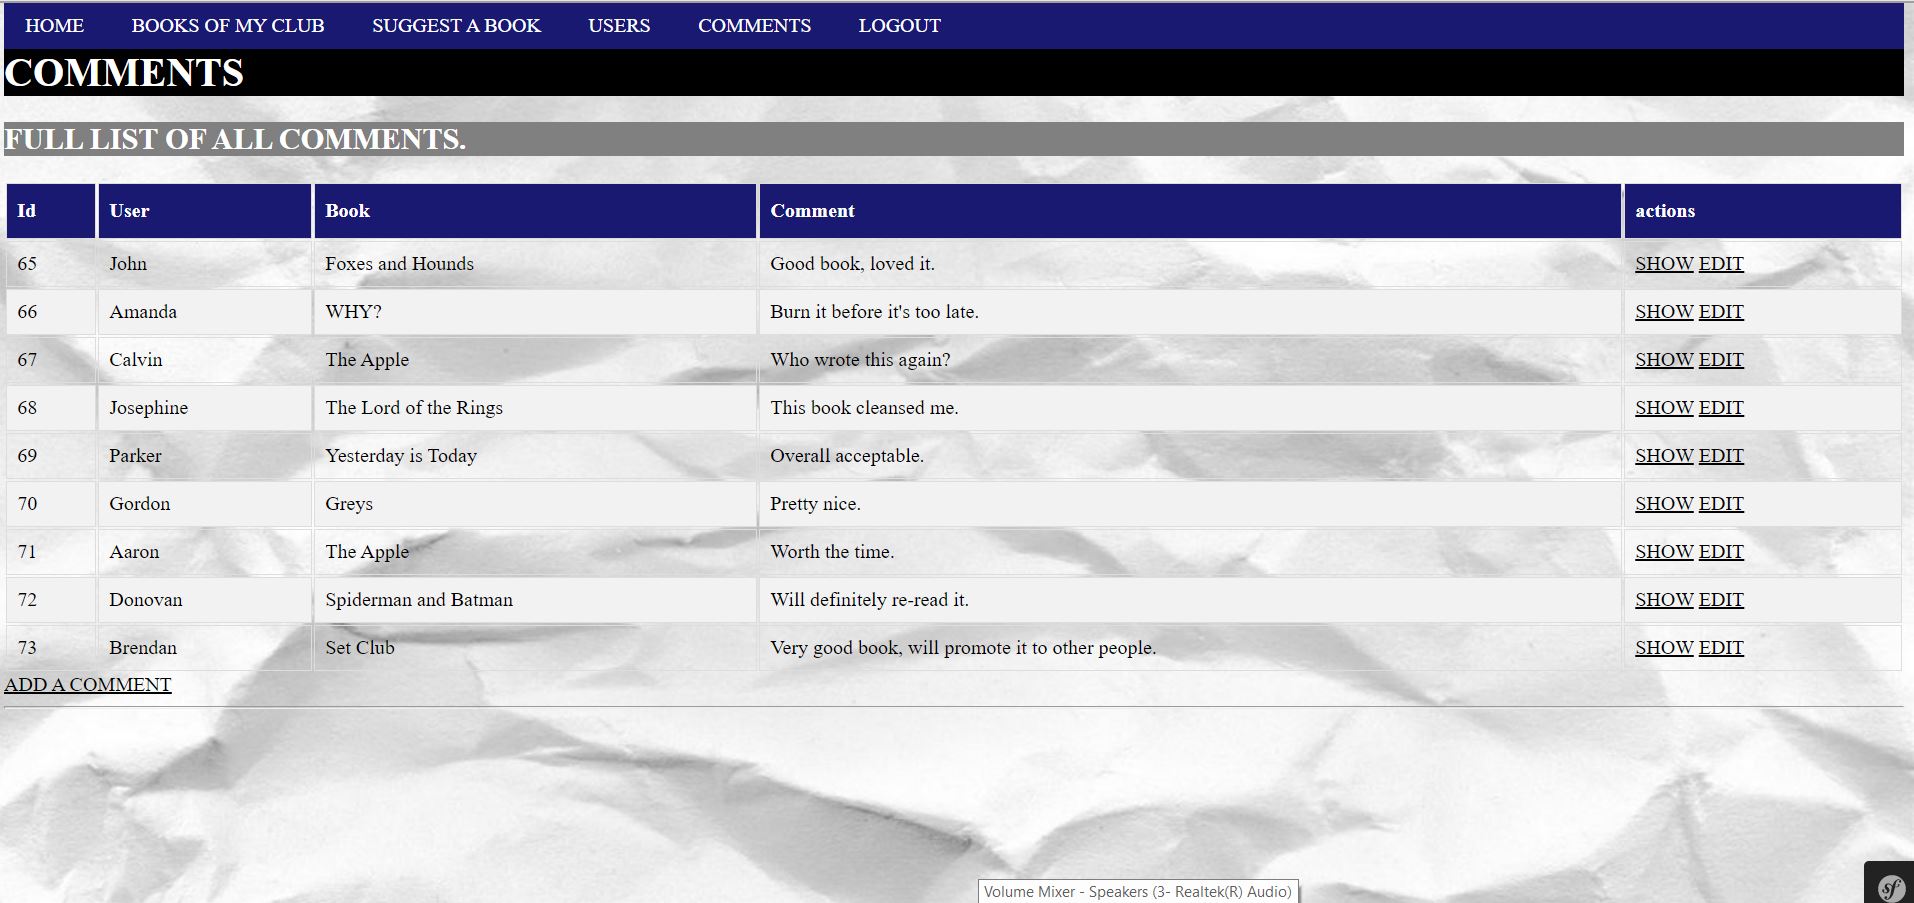 HOME BOOKS OF MY CLUB SUGGEST A BOOK USERS COMMENTS LOGOUT
COMMENTS
FULL LIST OF ALL COMMENTS.
Id User Book Comment actions
65 John Foxes and Hounds Good book, loved it. SHOW EDIT
66 Amanda WHY? Burn it before it's too late. SHOW EDIT
67 Calvin The Apple Who wrote this again? SHOW EDIT
68 Josephine The Lord of the Rings This book cleansed me. SHOW EDIT
69 Parker Yesterday is Today Overall acceptable. SHOW EDIT
70 Gordon Greys Pretty nice. SHOW EDIT
71 Aaron The Apple Worth the time. SHOW EDIT
72 Donovan Spiderman and Batman Will definitely re-read it. SHOW EDIT
73 Brendan Set Club Very good book, will promote it to other people. SHOW EDIT
ADD A COMMENT
Volume Mixer - Speakers (3- Realtek(R) Audio)
sf